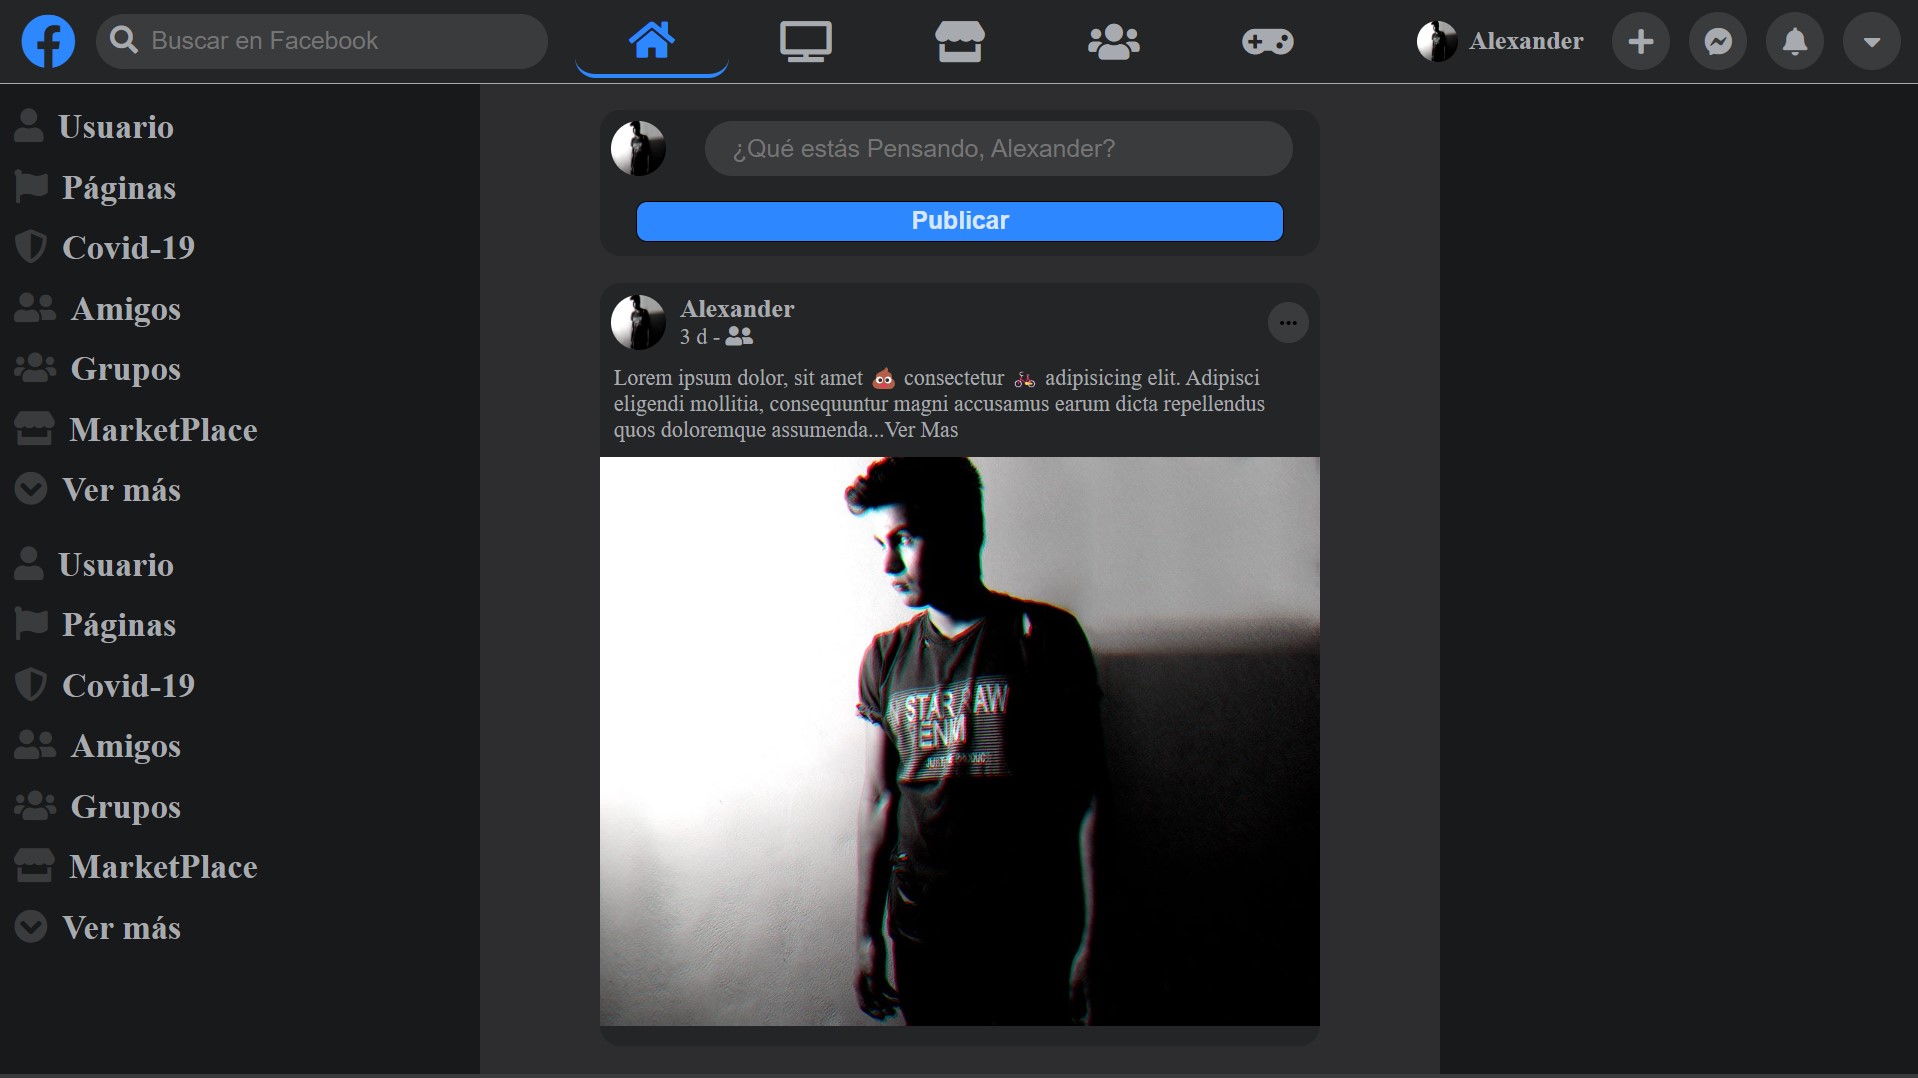 Buscar en Facebook
Alexander
Usuario
Páginas
Covid-19
Amigos
Grupos
MarketPlace
Ver más
Usuario
Páginas
Covid-19
Amigos
Grupos
MarketPlace
Ver más
¿Qué estás Pensando, Alexander?
Publicar
Alexander
3 d -
Lorem ipsum dolor, sit amet 💩 consectetur 🚲 adipisicing elit. Adipisci
eligendi mollitia, consequuntur magni accusamus earum dicta repellendus
quos doloremque assumenda...Ver Mas
STAR RAW